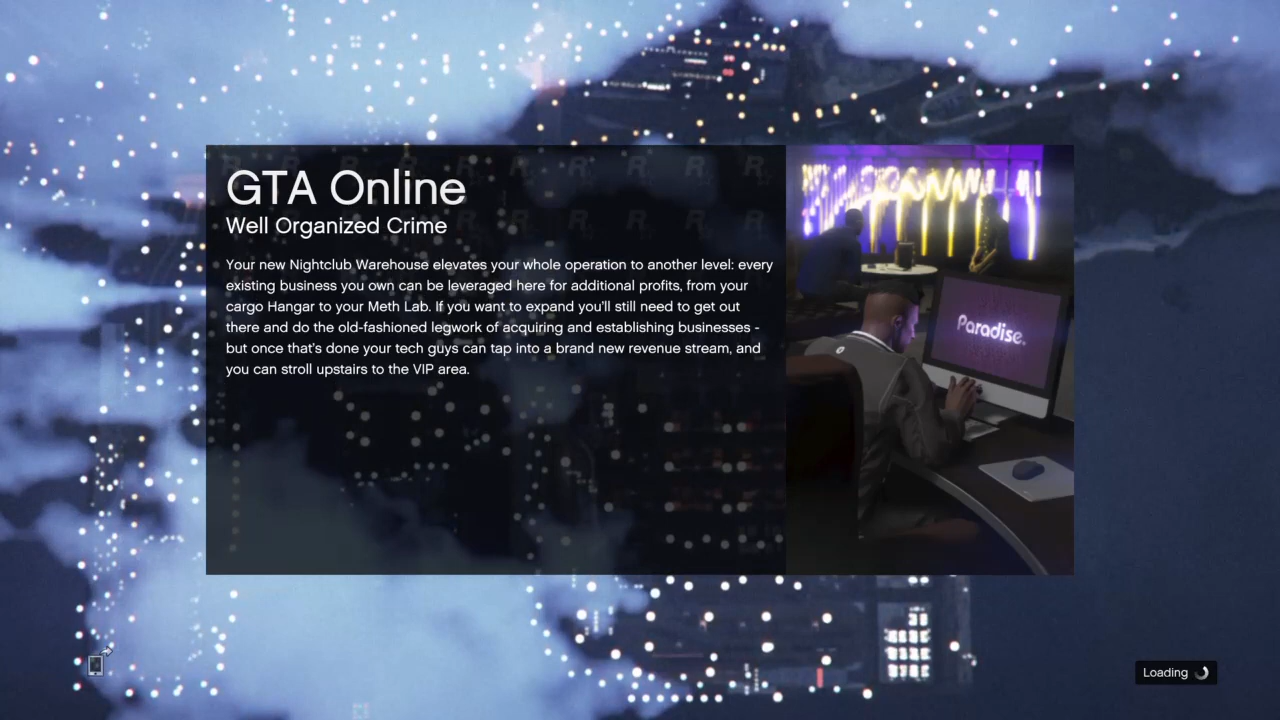 GTA Online
Well Organized Crime
Your new Nightclub Warehouse elevates your whole operation to another level: every
existing business you own can be leveraged here for additional profits, from your
cargo Hangar to your Meth Lab. If you want to expand you'll still need to get out
there and do the old-fashioned legwork of acquiring and establishing businesses -
but once that's done your tech guys can tap into a brand new revenue stream, and
you can stroll upstairs to the VIP area.
Paradise.
Loading